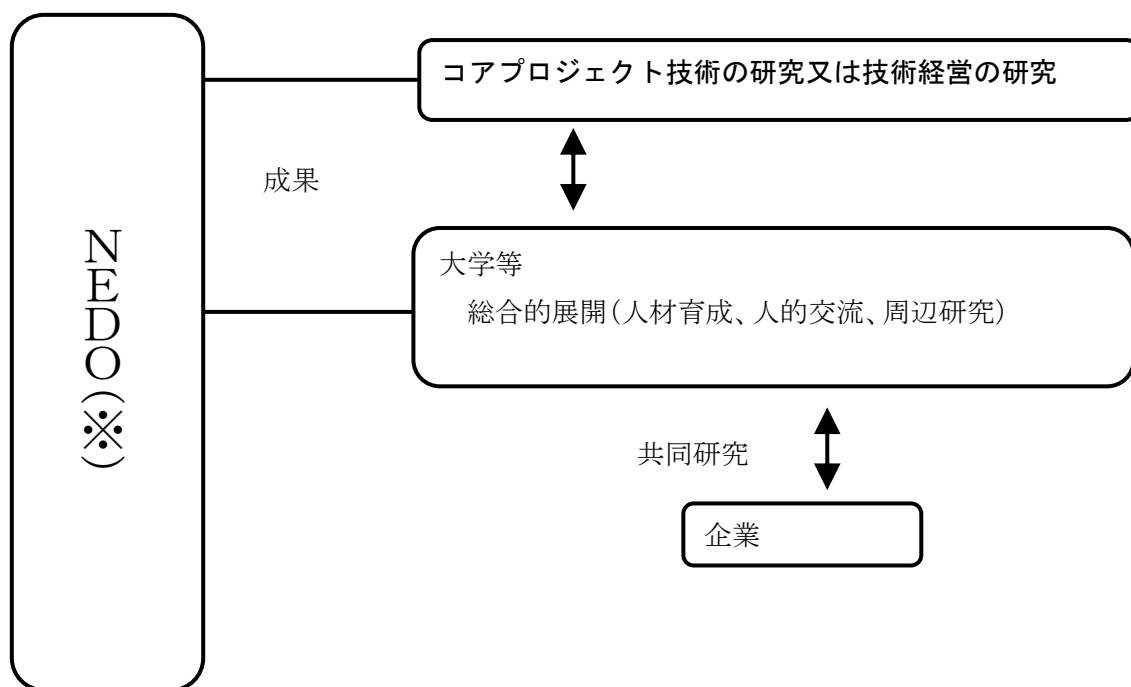 NEDO(※)
コアプロジェクト技術の研究又は技術経営の研究
成果
大学等
総合的展開(人材育成、人的交流、周辺研究)
共同研究
企業